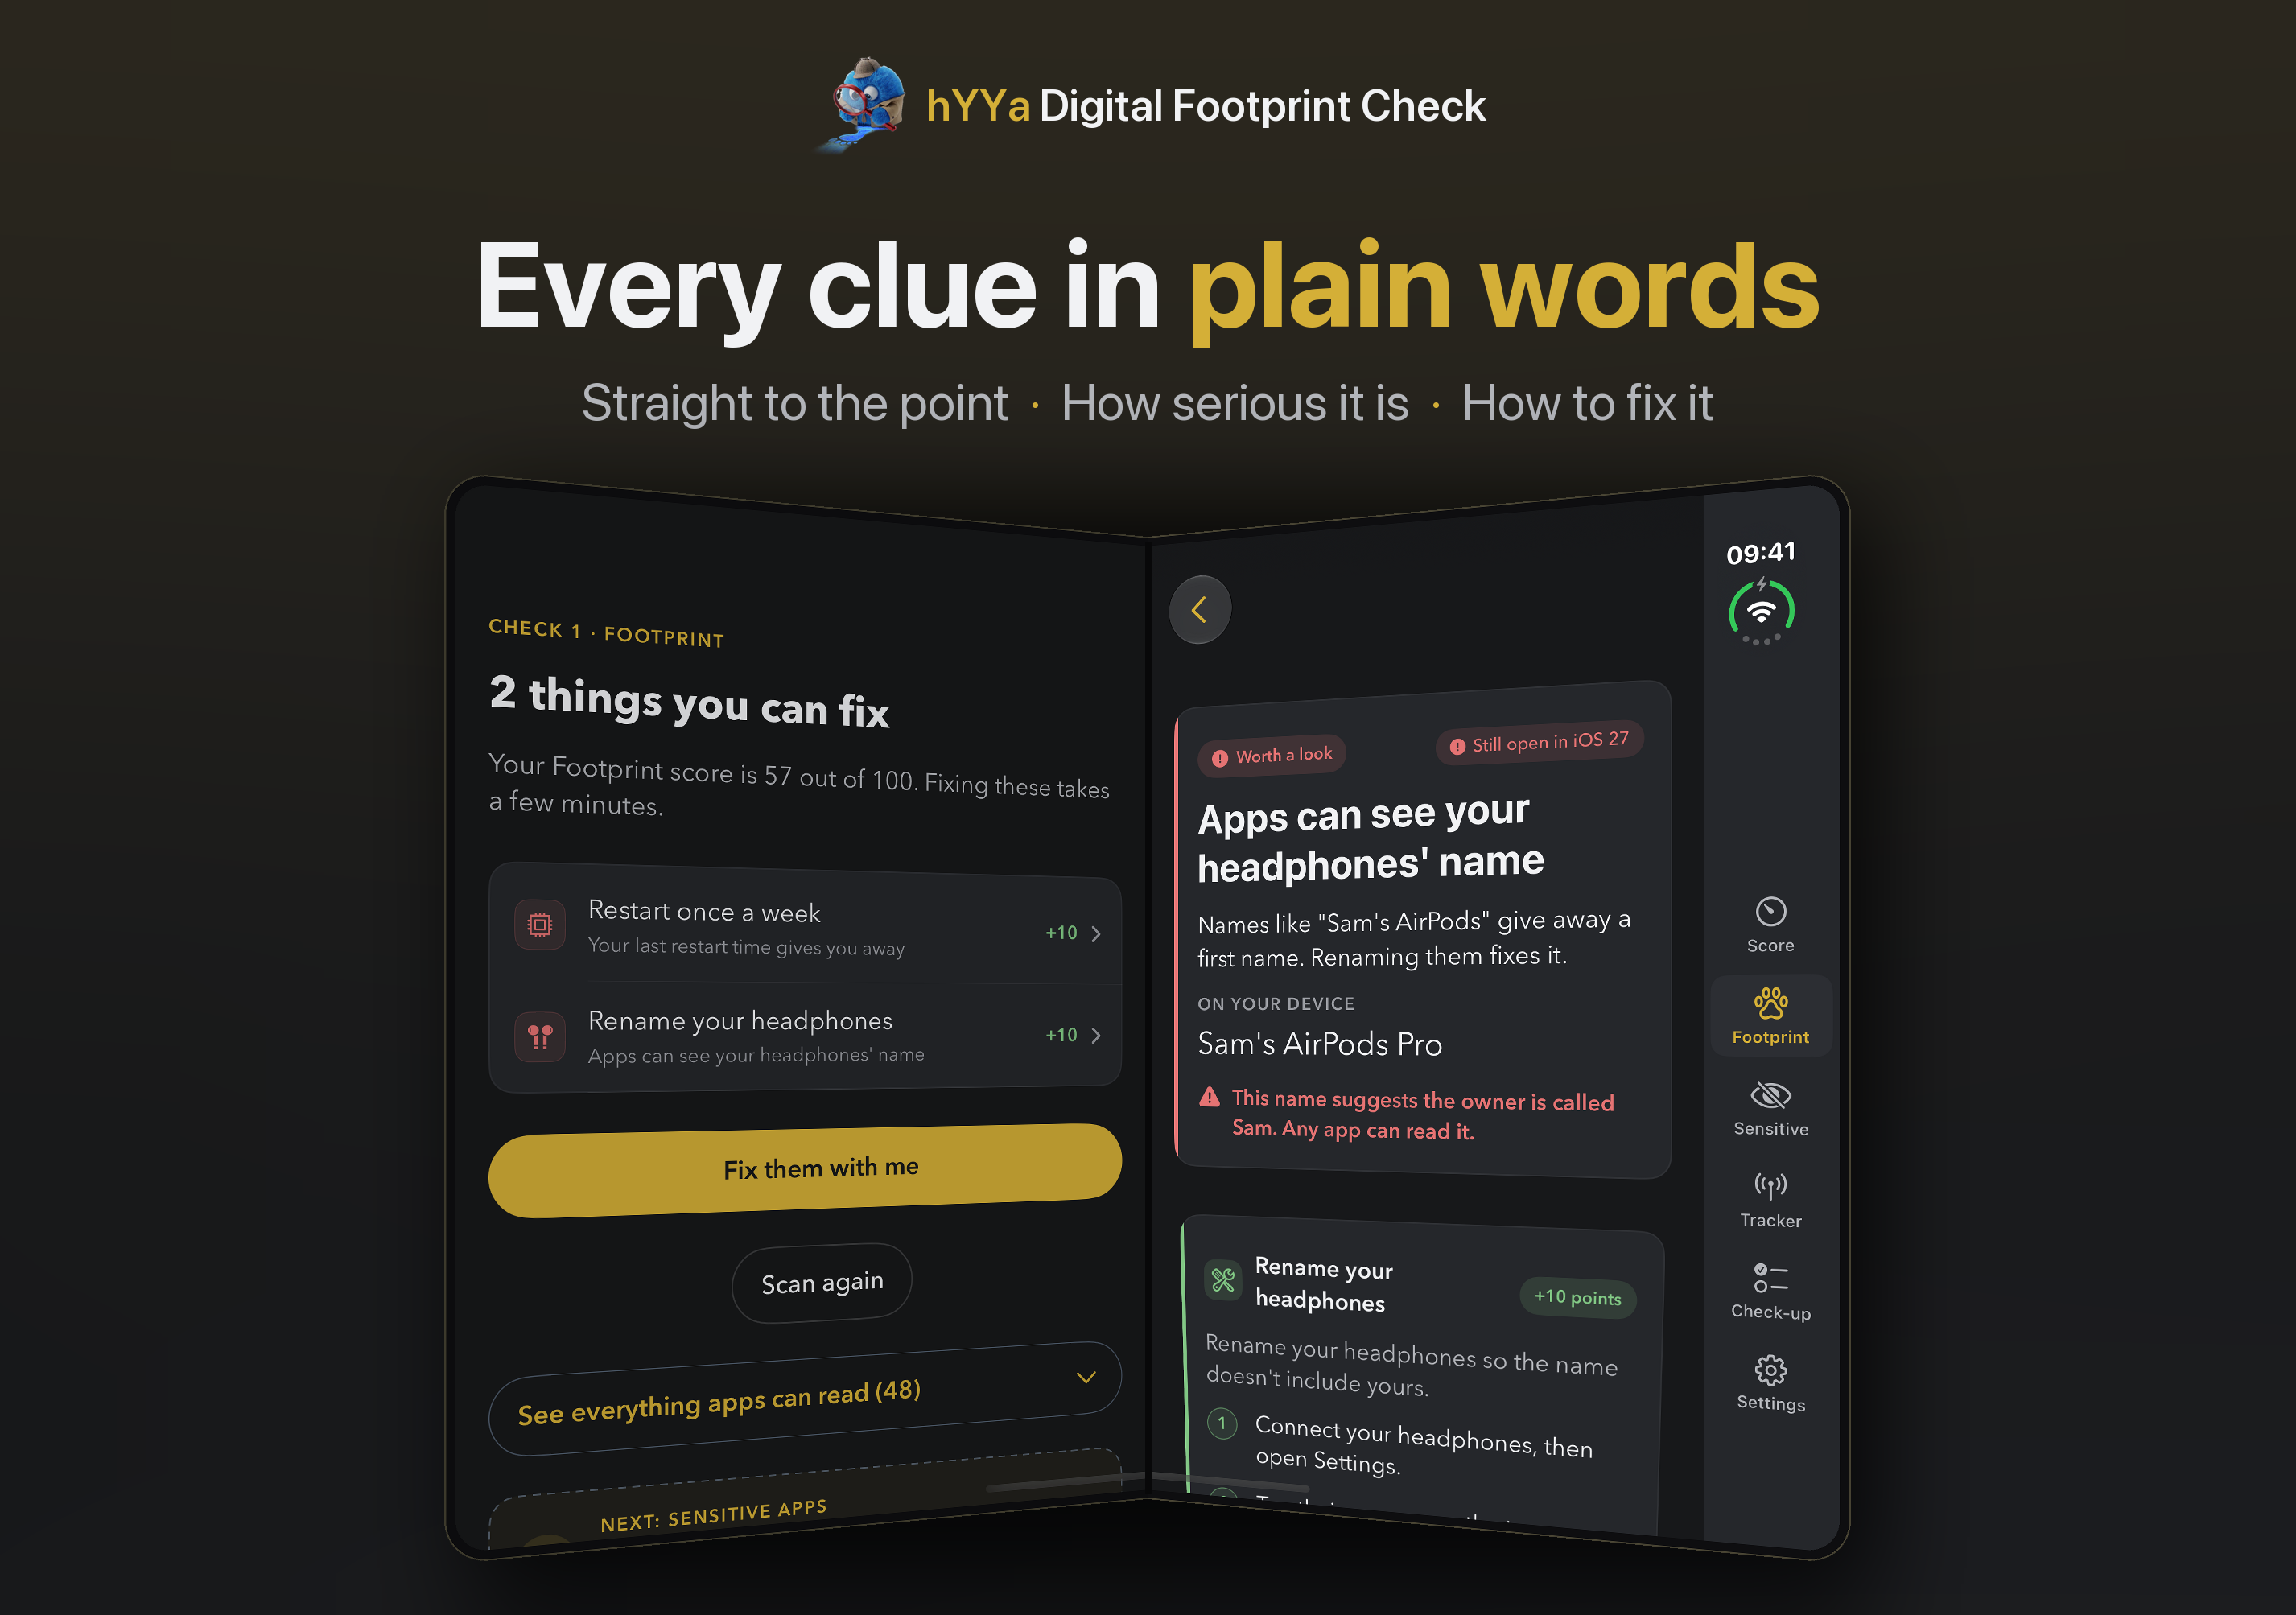 hYYa Digital Footprint Check
Every clue in plain words
Straight to the point · How serious it is · How to fix it
CHECK 1 · FOOTPRINT
2 things you can fix
Your Footprint score is 57 out of 100. Fixing these takes
a few minutes.
Restart once a week
Your last restart time gives you away
+10
Rename your headphones
Apps can see your headphones' name
+10
Fix them with me
Scan again
See everything apps can read (48)
NEXT: SENSITIVE APPS
Worth a look
Still open in iOS 27
Apps can see your
headphones' name
Names like "Sam's AirPods" give away a
first name. Renaming them fixes it.
ON YOUR DEVICE
Sam's AirPods Pro
This name suggests the owner is called
Sam. Any app can read it.
Rename your
headphones
+10 points
Rename your headphones so the name
doesn't include yours.
1 Connect your headphones, then
open Settings.
09:41
Score
Footprint
Sensitive
Tracker
Check-up
Settings